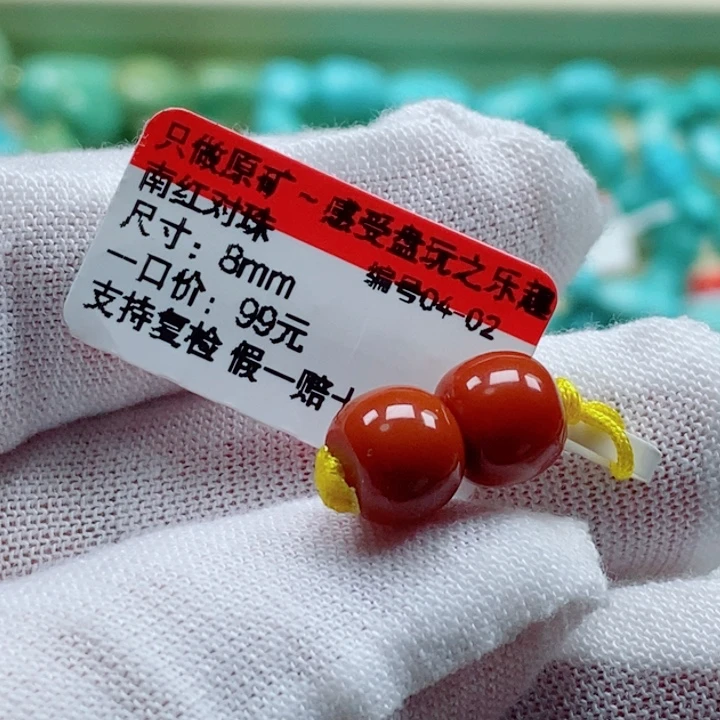 只做原矿~感受盘玩之乐趣
南红对珠
编号04-02
尺寸：8mm
一口价：99元
支持复检 假一赔十